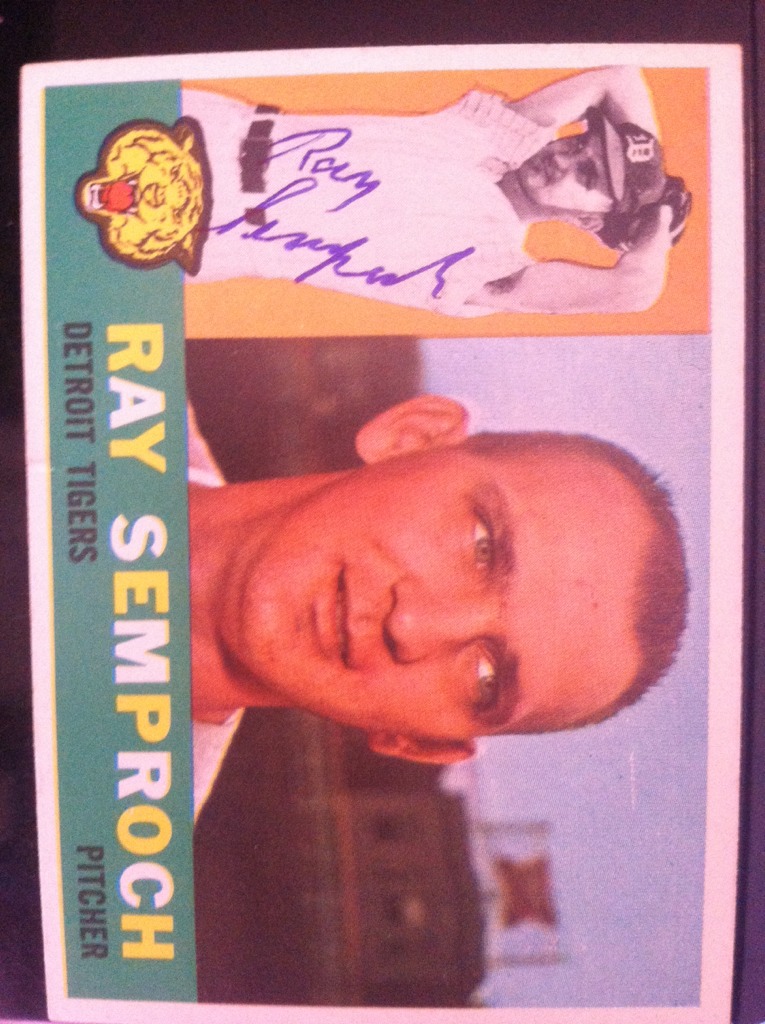 Ray
Semproch
RAY SEMPROCH
DETROIT TIGERS PITCHER